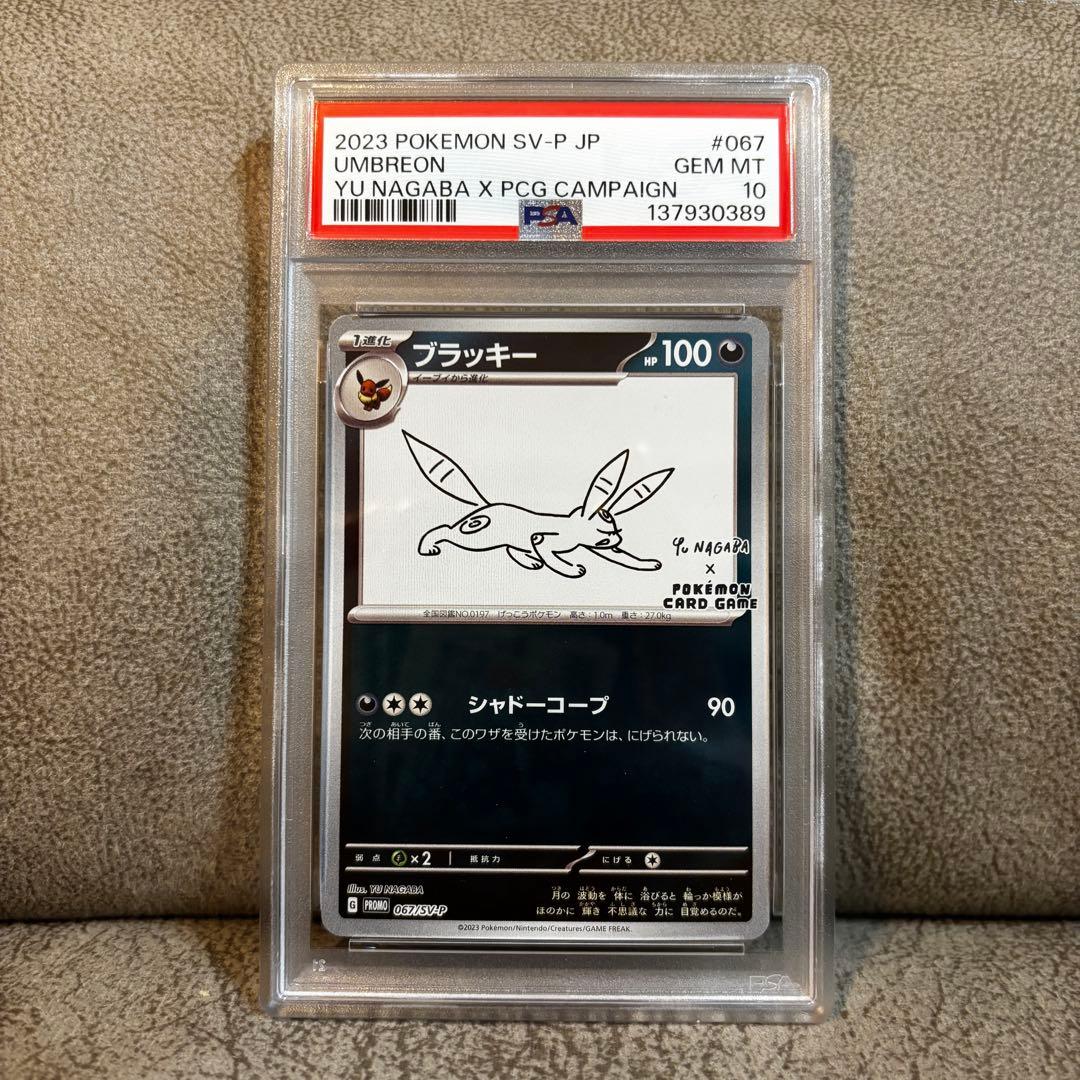 2023 POKEMON SV-P JP #067
UMBREON GEM MT
YU NAGABA X PCG CAMPAIGN 10
PSA 137930389
1進化
ブラッキー HP 100
イーブイから進化
YU NAGABA
×
POKÉMON
CARD GAME
全国図鑑NO.0197 げっこうポケモン 高さ:1.0m 重さ:27.0kg
シャドーコープ 90
次の相手の番、このワザを受けたポケモンは、にげられない。
弱点 ×2 抵抗力 にげる
Illus. YU NAGABA
G PROMO 067/SV-P
月の波動を体に浴びると輪っか模様が
ほのかに輝き不思議な力に目覚めるのだ。
©2023 Pokémon/Nintendo/Creatures/GAME FREAK.
PSA